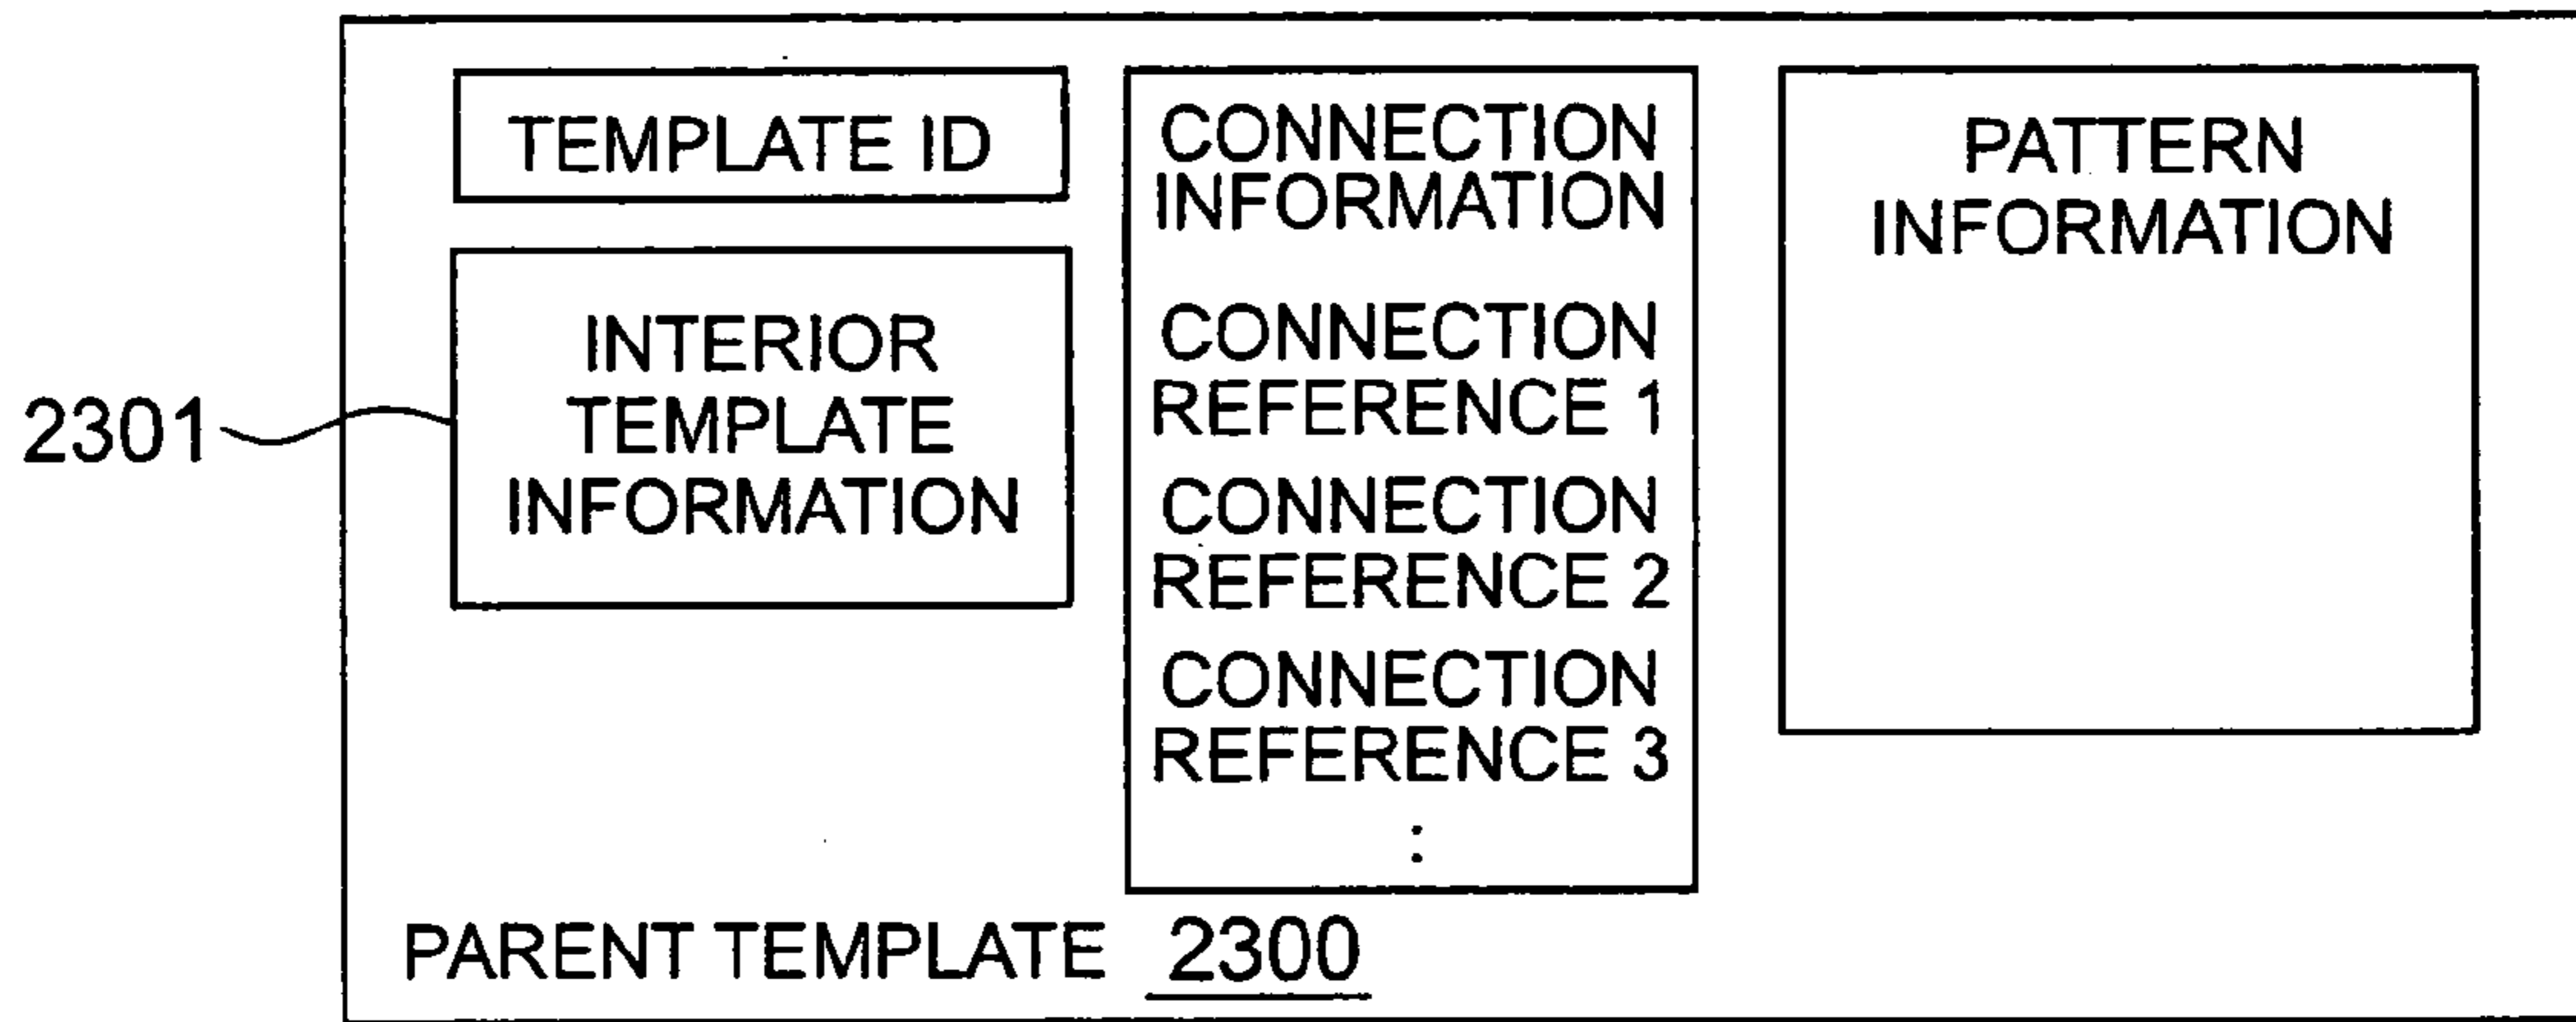 TEMPLATE ID
2301
INTERIOR
TEMPLATE
INFORMATION
CONNECTION
INFORMATION
CONNECTION
REFERENCE 1
CONNECTION
REFERENCE 2
CONNECTION
REFERENCE 3
:
PATTERN
INFORMATION
PARENT TEMPLATE 2300